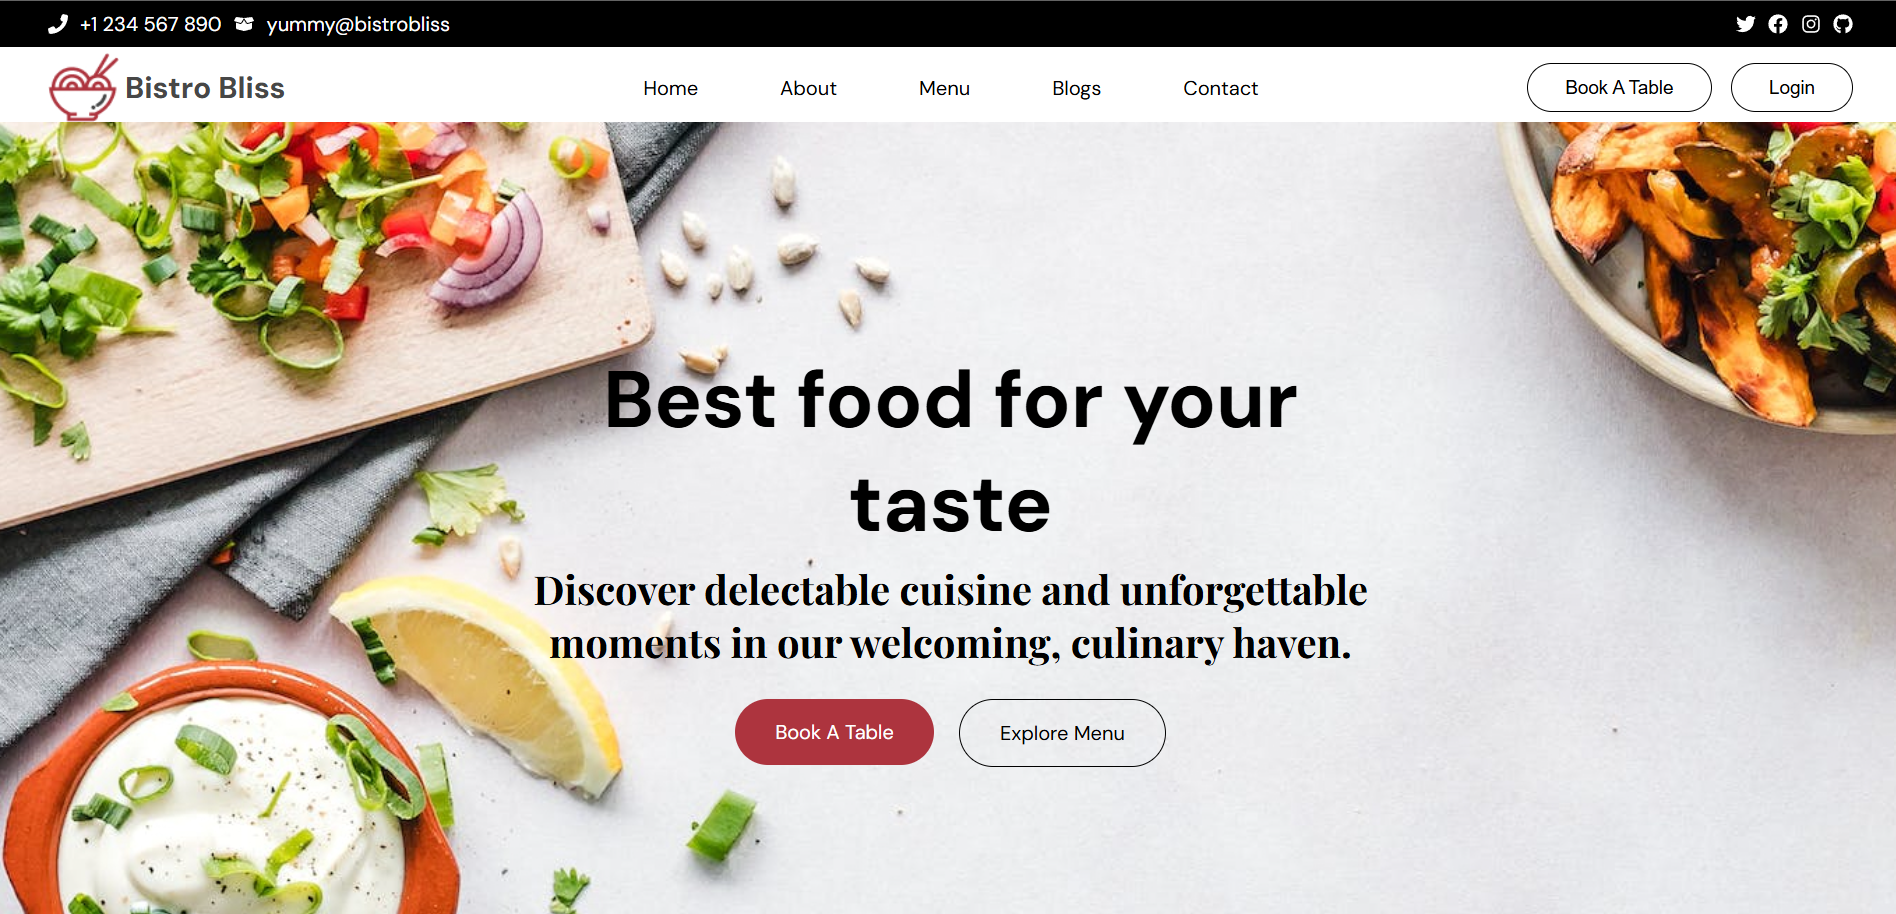 +1 234 567 890 yummy@bistrobliss
Bistro Bliss Home About Menu Blogs Contact Book A Table Login
Best food for your
taste
Discover delectable cuisine and unforgettable
moments in our welcoming, culinary haven.
Book A Table Explore Menu